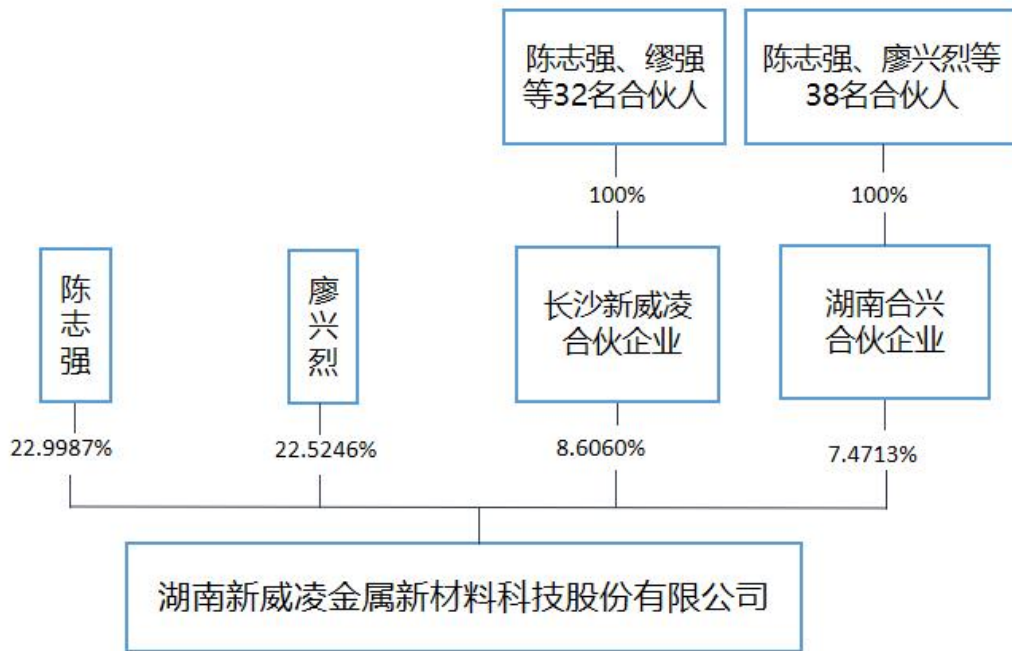 陈志强、缪强
等32名合伙人
陈志强、廖兴烈等
38名合伙人
100%
100%
陈志强
廖兴烈
长沙新威凌
合伙企业
湖南合兴
合伙企业
22.9987%
22.5246%
8.6060%
7.4713%
湖南新威凌金属新材料科技股份有限公司